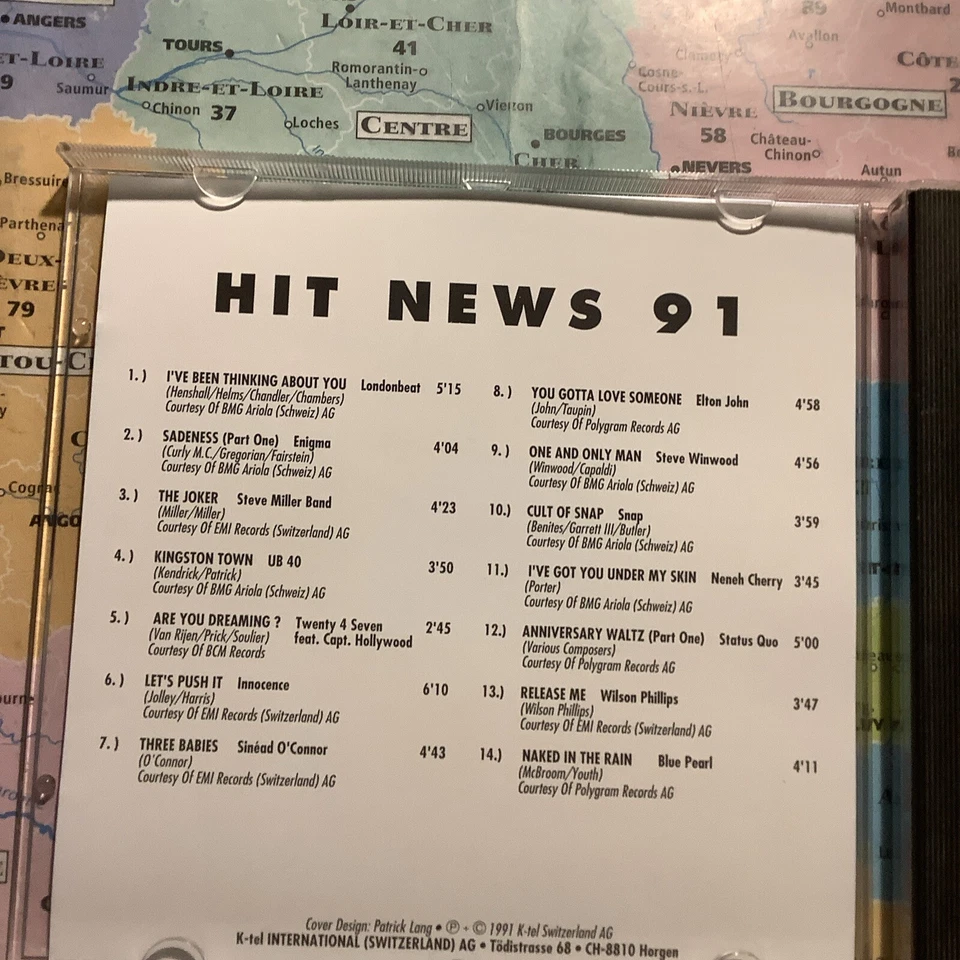 ANGERS
LOIR-ET-CHER
41
89
Montbard
Avallon
TOURS
Romorantin-
Lanthenay
Clamecy
CÔTE
ET-LOIRE
9
Saumur
INDRE-ET-LOIRE
Cosne-
Cours-s.-L.
Chinon 37
Vierzon
NIÈVRE
BOURGOGNE
Loches
CENTRE
BOURGES
58
Château-
Chinon
CHER
NEVERS
Autun
Bressuire
Parthena
DEUX-
ÈVRE
79
TOU-C
Cogna
ANGO
HIT NEWS 91
1.) I'VE BEEN THINKING ABOUT YOU Londonbeat 5'15
(Henshall/Helms/Chandler/Chambers)
Courtesy Of BMG Ariola (Schweiz) AG
2.) SADENESS (Part One) Enigma 4'04
(Curly M.C./Gregorian/Fairstein)
Courtesy Of BMG Ariola (Schweiz) AG
3.) THE JOKER Steve Miller Band 4'23
(Miller/Miller)
Courtesy Of EMI Records (Switzerland) AG
4.) KINGSTON TOWN UB 40 3'50
(Kendrick/Patrick)
Courtesy Of BMG Ariola (Schweiz) AG
5.) ARE YOU DREAMING ? Twenty 4 Seven 2'45
(Van Rijen/Prick/Soulier) feat. Capt. Hollywood
Courtesy Of BCM Records
6.) LET'S PUSH IT Innocence 6'10
(Jolley/Harris)
Courtesy Of EMI Records (Switzerland) AG
7.) THREE BABIES Sinéad O'Connor 4'43
(O'Connor)
Courtesy Of EMI Records (Switzerland) AG
8.) YOU GOTTA LOVE SOMEONE Elton John 4'58
(John/Taupin)
Courtesy Of Polygram Records AG
9.) ONE AND ONLY MAN Steve Winwood 4'56
(Winwood/Capaldi)
Courtesy Of BMG Ariola (Schweiz) AG
10.) CULT OF SNAP Snap 3'59
(Benites/Garrett III/Butler)
Courtesy Of BMG Ariola (Schweiz) AG
11.) I'VE GOT YOU UNDER MY SKIN Neneh Cherry 3'45
(Porter)
Courtesy Of BMG Ariola (Schweiz) AG
12.) ANNIVERSARY WALTZ (Part One) Status Quo 5'00
(Various Composers)
Courtesy Of Polygram Records AG
13.) RELEASE ME Wilson Phillips 3'47
(Wilson Phillips)
Courtesy Of EMI Records (Switzerland) AG
14.) NAKED IN THE RAIN Blue Pearl 4'11
(McBroom/Youth)
Courtesy Of Polygram Records AG
Cover Design: Patrick Lang • ℗ + © 1991 K-tel Switzerland AG
K-tel INTERNATIONAL (SWITZERLAND) AG • Tödistrasse 68 • CH-8810 Horgen